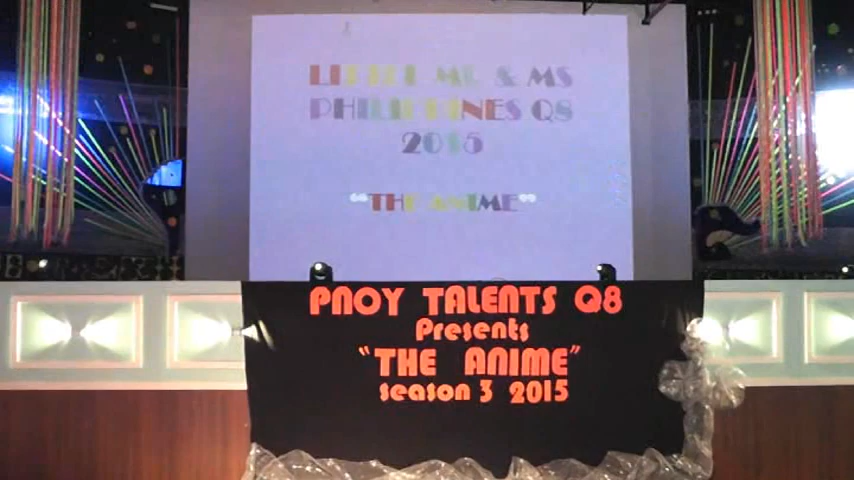 LITTLE MR & MS
PHILIPPINES Q8
2015
"THE ANIME"
PNOY TALENTS Q8
Presents
"THE ANIME"
season 3 2015